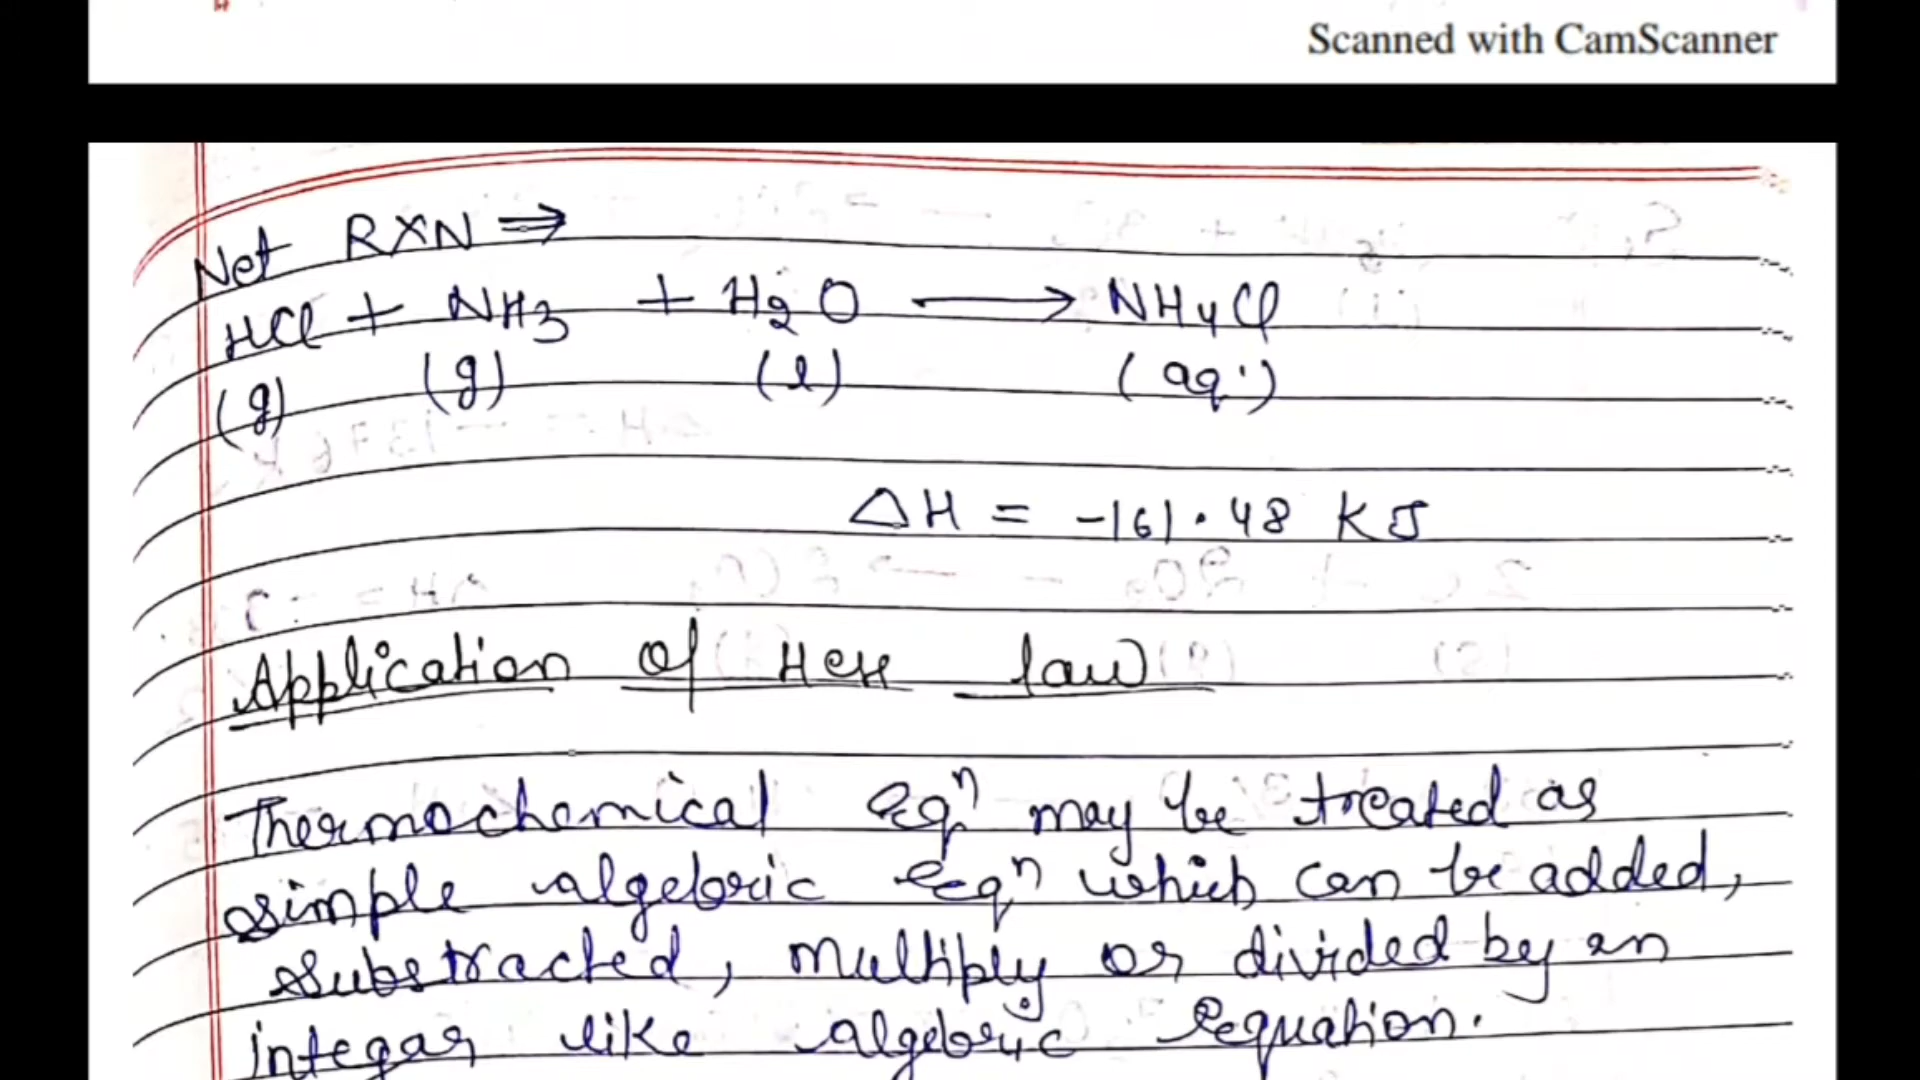 Scanned with CamScanner
Net RXN ⇒
HCl + NH3 + H2O ⟶ NH4Cl
(g) (g) (l) (aq.)
ΔH = -161.48 KJ
Application of Hess law
Thermochemical eqⁿ may be treated as
simple algebric eqⁿ which can be added,
substracted, multiply or divided by an
integar like algebric equation.